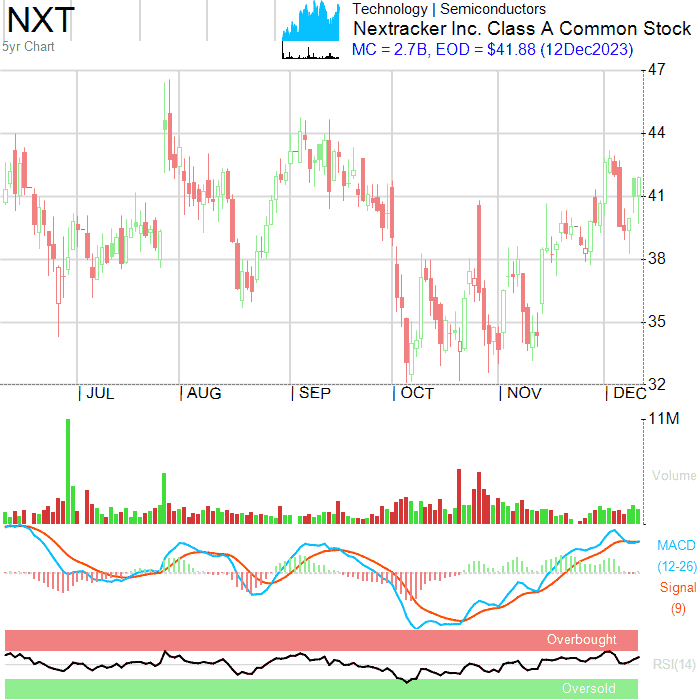 NXT
5yr Chart
Technology | Semiconductors
Nextracker Inc. Class A Common Stock
MC = 2.7B, EOD = $41.88 (12Dec2023)
47
44
41
38
35
32
| JUL | AUG | SEP | OCT | NOV | DEC
11M
Volume
MACD
(12-26)
Signal
(9)
Overbought
RSI(14)
Oversold